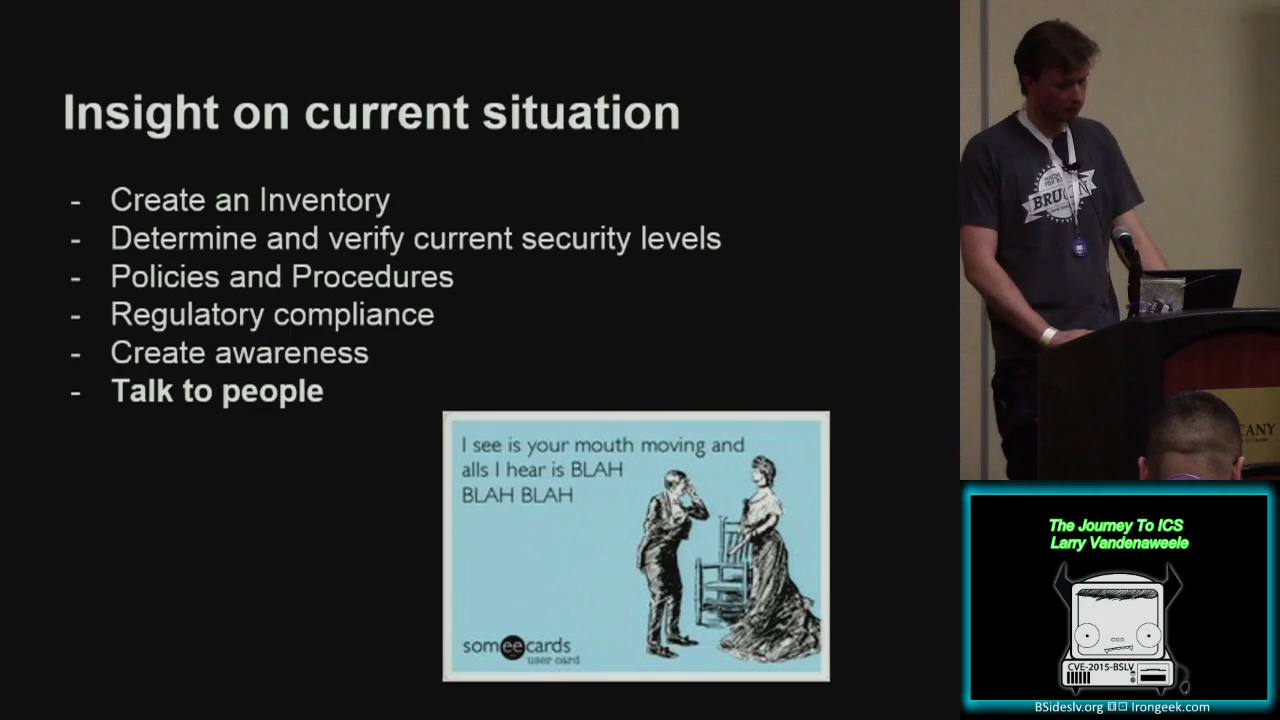 Insight on current situation
- Create an Inventory
- Determine and verify current security levels
- Policies and Procedures
- Regulatory compliance
- Create awareness
- Talk to people
I see is your mouth moving and
alls I hear is BLAH
BLAH BLAH
someecards
user card
BRU
CANY
The Journey To ICS
Larry Vandenaweele
CVE-2015-BSLV
BSideslv.org Irongeek.com